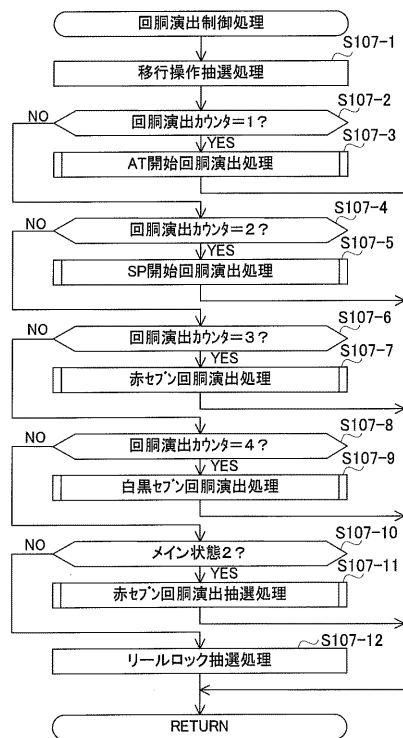 回胴演出制御処理
S107-1
移行操作抽選処理
S107-2
NO
回胴演出カウンタ=1?
YES
S107-3
AT開始回胴演出処理
S107-4
NO
回胴演出カウンタ=2?
YES
S107-5
SP開始回胴演出処理
S107-6
NO
回胴演出カウンタ=3?
YES
S107-7
赤セブン回胴演出処理
S107-8
NO
回胴演出カウンタ=4?
YES
S107-9
白黒セブン回胴演出処理
S107-10
NO
メイン状態2?
YES
S107-11
赤セブン回胴演出抽選処理
S107-12
リールロック抽選処理
RETURN